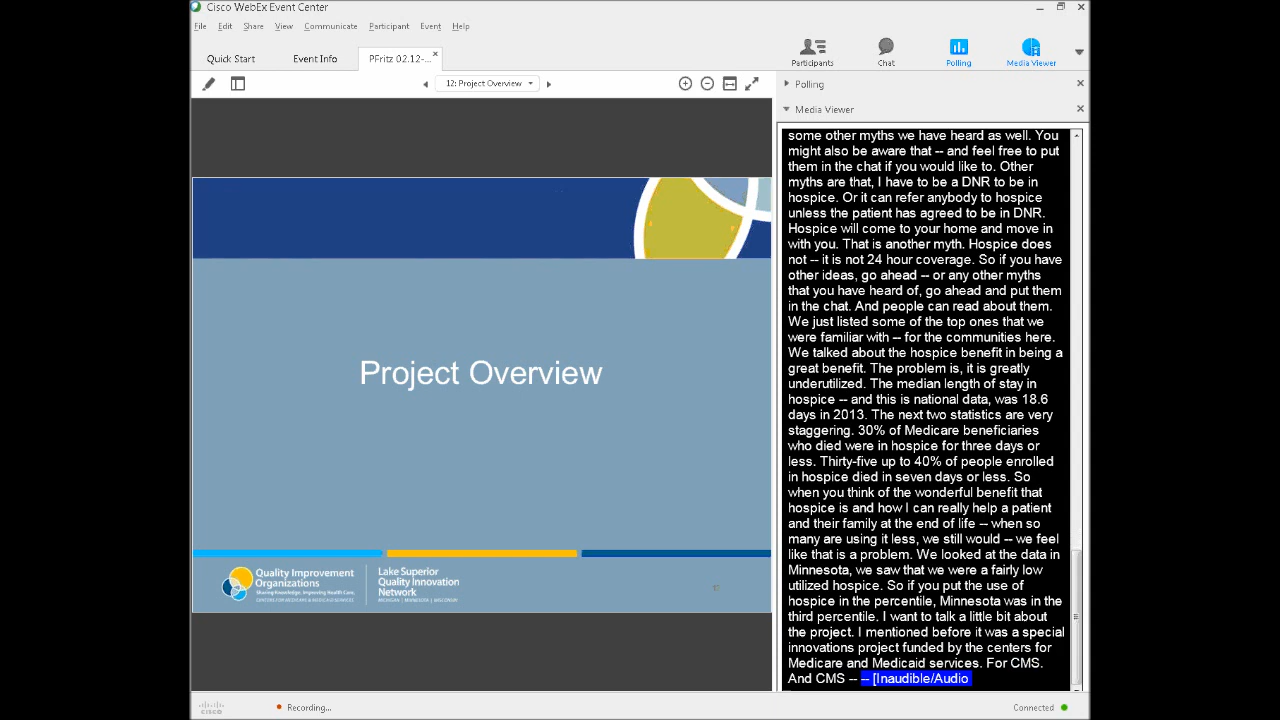 Cisco WebEx Event Center
File Edit Share View Communicate Participant Event Help
Quick Start Event Info PFritz 02.12-...
Participants Chat Polling Media Viewer
12: Project Overview
Polling
Media Viewer
some other myths we have heard as well. You
might also be aware that -- and feel free to put
them in the chat if you would like to. Other
myths are that, I have to be a DNR to be in
hospice. Or it can refer anybody to hospice
unless the patient has agreed to be in DNR.
Hospice will come to your home and move in
with you. That is another myth. Hospice does
not -- it is not 24 hour coverage. So if you have
other ideas, go ahead -- or any other myths
that you have heard of, go ahead and put them
in the chat. And people can read about them.
We just listed some of the top ones that we
were familiar with -- for the communities here.
We talked about the hospice benefit in being a
great benefit. The problem is, it is greatly
underutilized. The median length of stay in
hospice -- and this is national data, was 18.6
days in 2013. The next two statistics are very
staggering. 30% of Medicare beneficiaries
who died were in hospice for three days or
less. Thirty-five up to 40% of people enrolled
in hospice died in seven days or less. So
when you think of the wonderful benefit that
hospice is and how I can really help a patient
and their family at the end of life -- when so
many are using it less, we still would -- we feel
like that is a problem. We looked at the data in
Minnesota, we saw that we were a fairly low
utilized hospice. So if you put the use of
hospice in the percentile, Minnesota was in the
third percentile. I want to talk a little bit about
the project. I mentioned before it was a special
innovations project funded by the centers for
Medicare and Medicaid services. For CMS.
And CMS -- -- [Inaudible/Audio
Project Overview
Quality Improvement
Organizations
Sharing Knowledge. Improving Health Care.
CENTERS FOR MEDICARE & MEDICAID SERVICES
Lake Superior
Quality Innovation
Network
MICHIGAN | MINNESOTA | WISCONSIN
cisco
Recording...
Connected